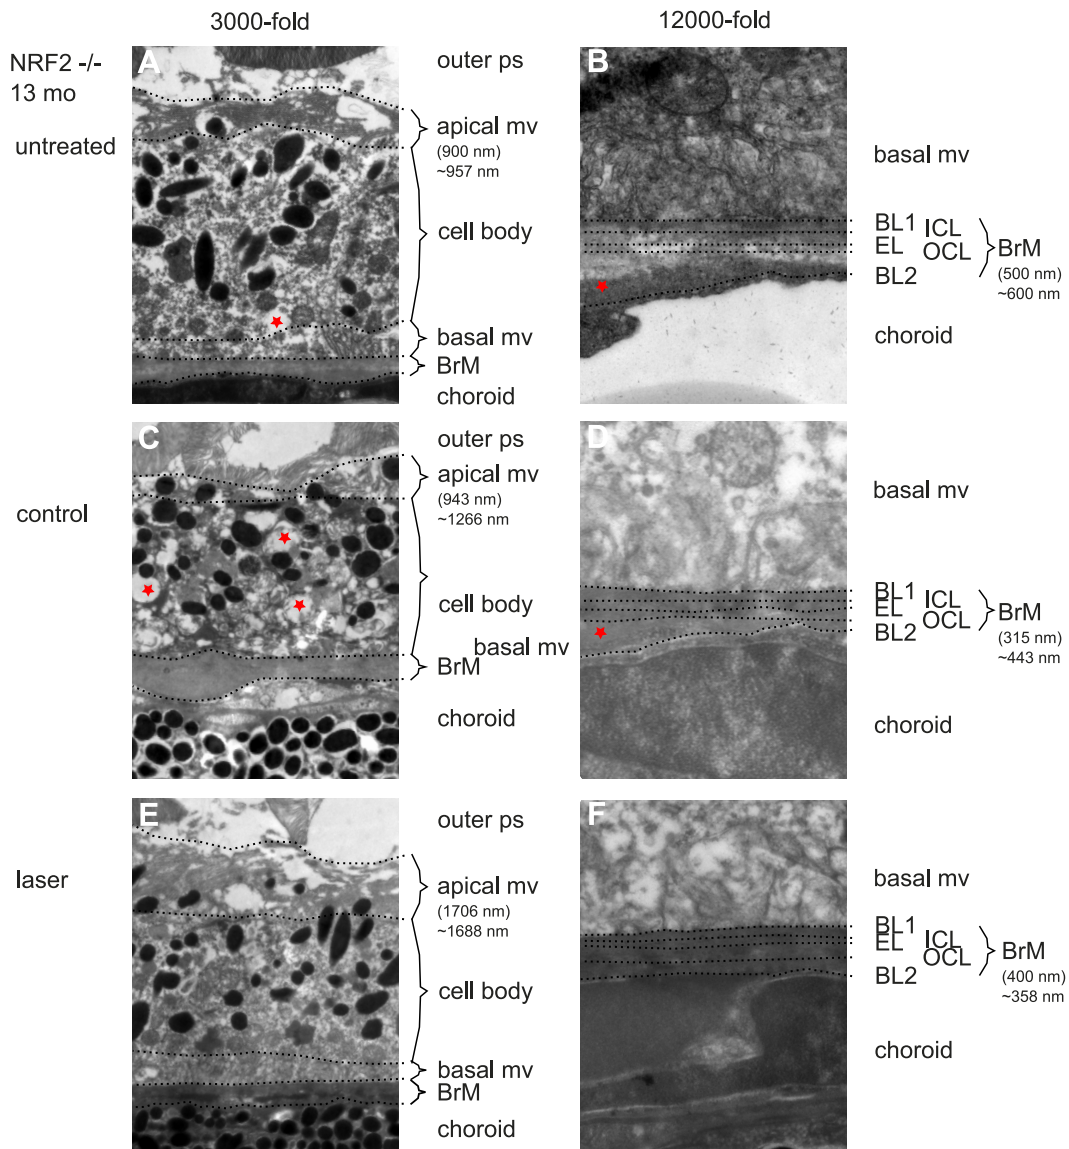 3000-fold
12000-fold
NRF2 -/-
13 mo
untreated
A
outer ps
apical mv
(900 nm)
~957 nm
cell body
basal mv
BrM
choroid
B
basal mv
BL1 ICL
EL OCL
BL2
BrM
(500 nm)
~600 nm
choroid
control
C
outer ps
apical mv
(943 nm)
~1266 nm
cell body
basal mv
BrM
choroid
D
basal mv
BL1 ICL
EL OCL
BL2
BrM
(315 nm)
~443 nm
choroid
laser
E
outer ps
apical mv
(1706 nm)
~1688 nm
cell body
basal mv
BrM
choroid
F
basal mv
BL1 ICL
EL OCL
BL2
BrM
(400 nm)
~358 nm
choroid